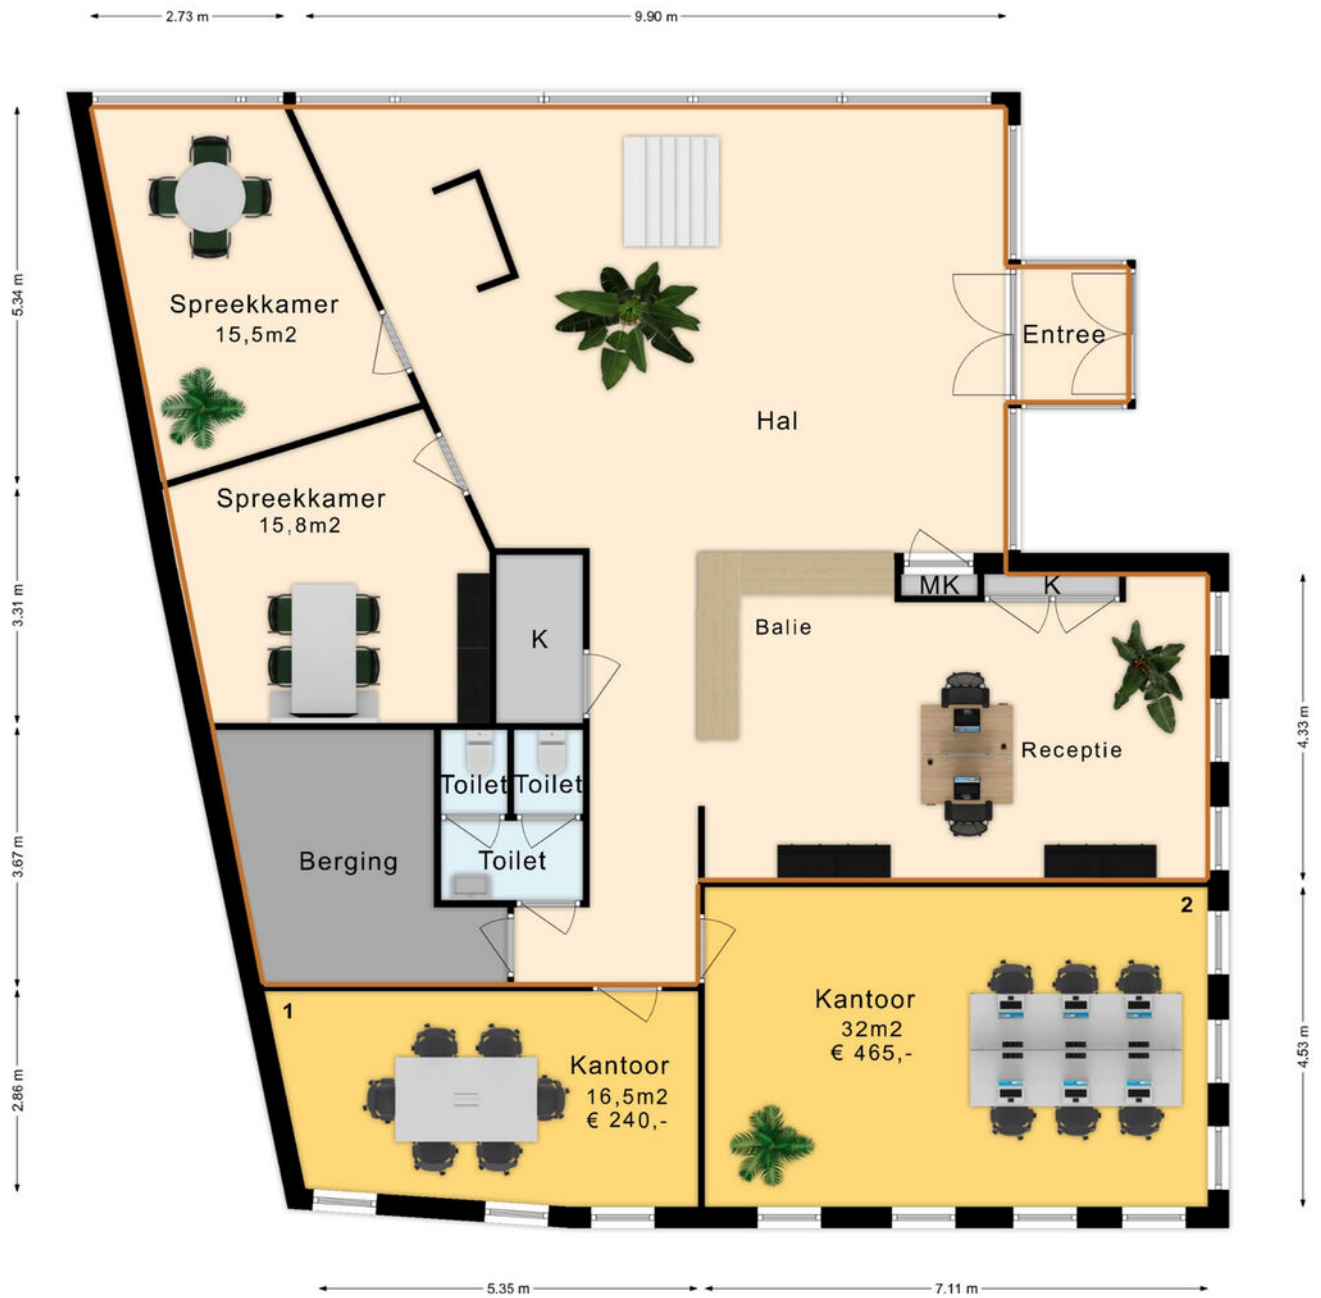 2.73 m
9.90 m
5.34 m
Spreekkamer
15,5m2
Entree
Hal
Spreekkamer
15,8m2
3.31 m
MK
K
Balie
K
4.33 m
Receptie
Toilet
Toilet
3.67 m
Berging
Toilet
2
1
Kantoor
32m2
€ 465,-
4.53 m
2.86 m
Kantoor
16,5m2
€ 240,-
5.35 m
7.11 m